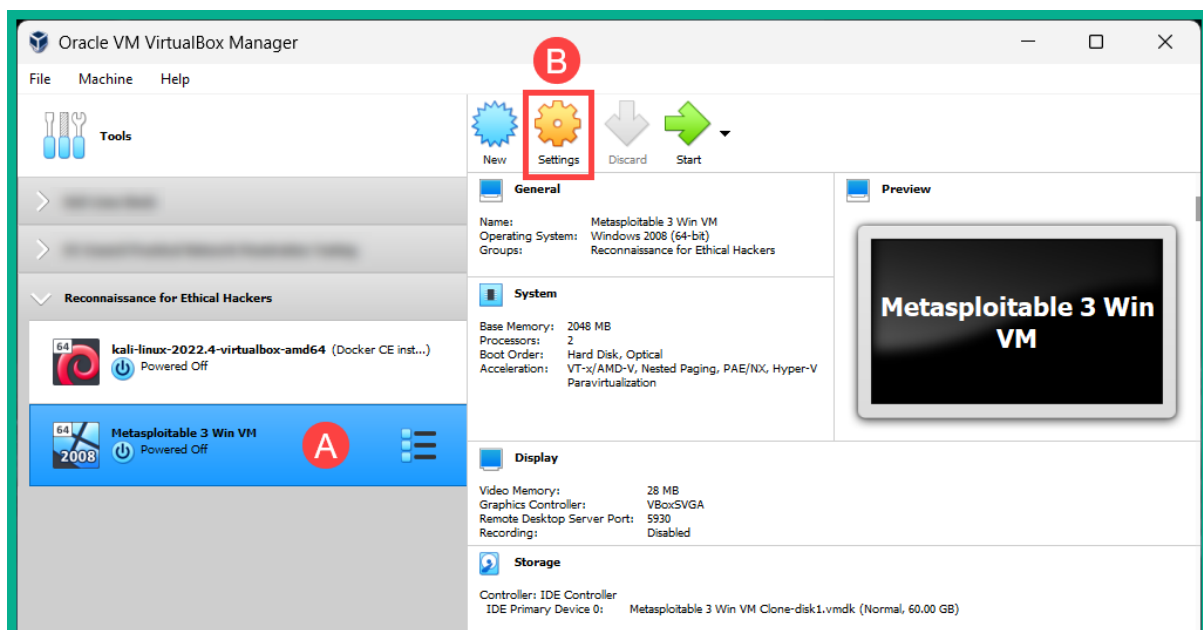 Oracle VM VirtualBox Manager
File Machine Help
B
Tools
New Settings Discard Start
General
Name: Metasploitable 3 Win VM
Operating System: Windows 2008 (64-bit)
Groups: Reconnaissance for Ethical Hackers
Preview
Metasploitable 3 Win
VM
Reconnaissance for Ethical Hackers
64
kali-linux-2022.4-virtualbox-amd64 (Docker CE inst...)
Powered Off
64
2008
Metasploitable 3 Win VM
Powered Off
A
System
Base Memory: 2048 MB
Processors: 2
Boot Order: Hard Disk, Optical
Acceleration: VT-x/AMD-V, Nested Paging, PAE/NX, Hyper-V
Paravirtualization
Display
Video Memory: 28 MB
Graphics Controller: VBoxSVGA
Remote Desktop Server Port: 5930
Recording: Disabled
Storage
Controller: IDE Controller
IDE Primary Device 0: Metasploitable 3 Win VM Clone-disk1.vmdk (Normal, 60.00 GB)